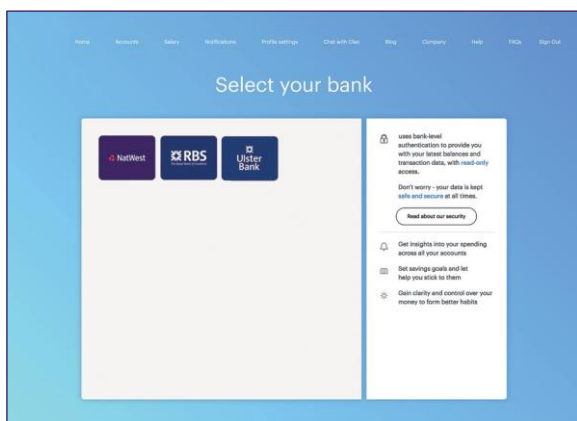 Home Accounts Salary Notifications Profile settings Chat with Cleo Blog Company Help FAQs Sign Out
Select your bank
NatWest
RBS
Ulster
Bank
uses bank-level
authentication to provide you
with your latest balances and
transaction data, with read-only
access.
Don't worry - your data is kept
safe and secure at all times.
Read about our security
Get insights into your spending
across all your accounts
Set savings goals and let
help you stick to them
Gain clarity and control over your
money to form better habits